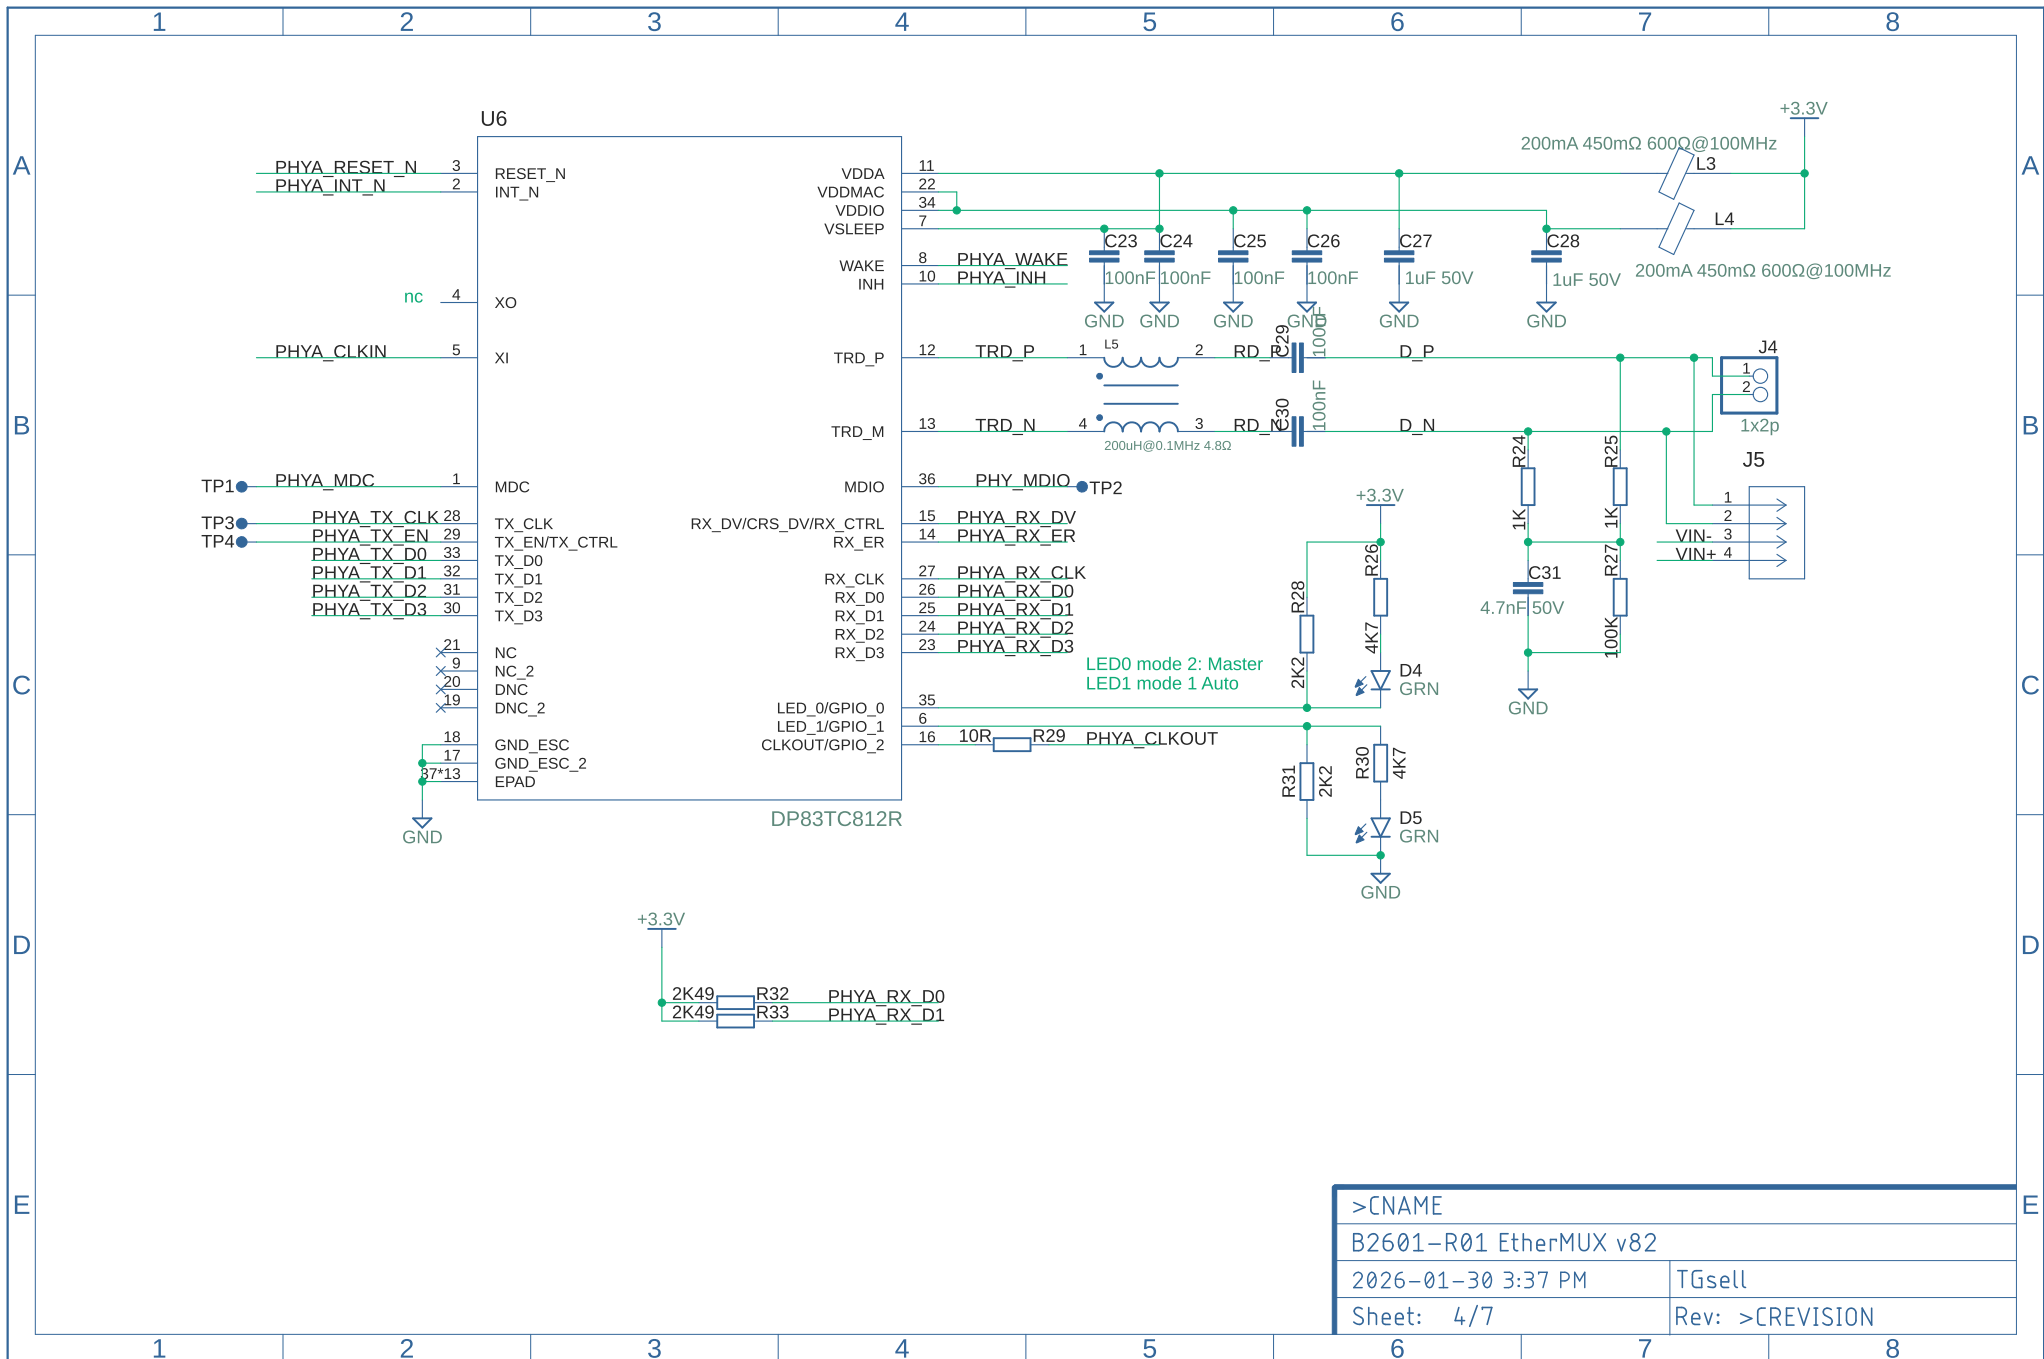 1 2 3 4 5 6 7 8
A A
B B
C C
D D
E E
U6
PHYA_RESET_N 3 RESET_N
PHYA_INT_N 2 INT_N
nc 4 XO
PHYA_CLKIN 5 XI
TP1 PHYA_MDC 1 MDC
TP3 PHYA_TX_CLK 28 TX_CLK
TP4 PHYA_TX_EN 29 TX_EN/TX_CTRL
PHYA_TX_D0 33 TX_D0
PHYA_TX_D1 32 TX_D1
PHYA_TX_D2 31 TX_D2
PHYA_TX_D3 30 TX_D3
21 NC
9 NC_2
20 DNC
19 DNC_2
18 GND_ESC
17 GND_ESC_2
37*13 EPAD
GND
VDDA 11
VDDMAC 22
VDDIO 34
VSLEEP 7
WAKE 8 PHYA_WAKE
INH 10 PHYA_INH
TRD_P 12 TRD_P 1 L5 2 RD_P C29 100nF D_P
TRD_M 13 TRD_N 4 3 RD_N C30 100nF D_N
200uH@0.1MHz 4.8Ω
MDIO 36 PHY_MDIO TP2
RX_DV/CRS_DV/RX_CTRL 15 PHYA_RX_DV
RX_ER 14 PHYA_RX_ER
RX_CLK 27 PHYA_RX_CLK
RX_D0 26 PHYA_RX_D0
RX_D1 25 PHYA_RX_D1
RX_D2 24 PHYA_RX_D2
RX_D3 23 PHYA_RX_D3
LED_0/GPIO_0 35
LED_1/GPIO_1 6
CLKOUT/GPIO_2 16 10R R29 PHYA_CLKOUT
DP83TC812R
LED0 mode 2: Master
LED1 mode 1 Auto
+3.3V
200mA 450mΩ 600Ω@100MHz
L3
L4
200mA 450mΩ 600Ω@100MHz
C23 C24 C25 C26 C27 C28
100nF 100nF 100nF 100nF 1uF 50V 1uF 50V
GND GND GND GND GND GND
J4
1
2
1x2p
J5
1
2
VIN- 3
VIN+ 4
R24 1K
R25 1K
C31
4.7nF 50V
R27 100K
GND
+3.3V
R28 2K2
R26 4K7
D4
GRN
R31 2K2
R30 4K7
D5
GRN
GND
+3.3V
2K49 R32 PHYA_RX_D0
2K49 R33 PHYA_RX_D1
>CNAME
B2601-R01 EtherMUX v82
2026-01-30 3:37 PM TGsell
Sheet: 4/7 Rev: >CREVISION
1 2 3 4 5 6 7 8